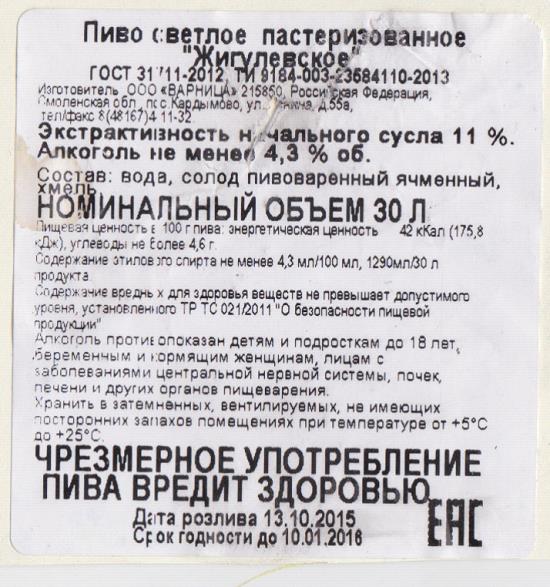 Пиво светлое пастеризованное
"Жигулевское"
ГОСТ 31711-2012, ТИ 9184-003-23584110-2013
Изготовитель ООО «ВАРНИЦА» 215850, Российская Федерация,
Смоленская обл., пос.Кардымово, ул. д.55а,
тел/факс 8(48167)4 11-32
Экстрактивность начального сусла 11 %.
Алкоголь не менее 4,3 % об.
Состав: вода, солод пивоваренный ячменный,
хмель
НОМИНАЛЬНЫЙ ОБЪЕМ 30 Л
Пищевая ценность в 100 г пива: энергетическая ценность 42 кКал (175,8
кДж), углеводы не более 4,6 г.
Содержание этилового спирта не менее 4,3 мл/100 мл, 1290мл/30 л
продукта.
Содержание вредных для здоровья веществ не превышает допустимого
уровня, установленного ТР ТС 021/2011 "О безопасности пищевой
продукции"
Алкоголь противопоказан детям и подросткам до 18 лет,
беременным и кормящим женщинам, лицам с
заболеваниями центральной нервной системы, почек,
печени и других органов пищеварения.
Хранить в затемненных, вентилируемых, не имеющих
посторонних запахов помещениях при температуре от +5°С
до +25°С.
ЧРЕЗМЕРНОЕ УПОТРЕБЛЕНИЕ
ПИВА ВРЕДИТ ЗДОРОВЬЮ
Дата розлива 13.10.2015
Срок годности до 10.01.2016
ЕАС